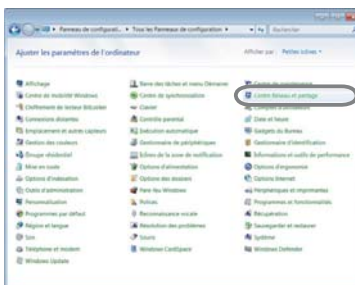 Panneau de configurati... Tous les Panneaux de configuration
Rechercher
Ajuster les paramètres de l'ordinateur
Afficher par : Petites icônes
Affichage
Barre des tâches et menu Démarrer
Centre de maintenance
Centre de mobilité Windows
Centre de synchronisation
Centre Réseau et partage
Chiffrement de lecteur BitLocker
Clavier
Comptes d'utilisateurs
Connexions distantes
Contrôle parental
Date et heure
Emplacement et autres capteurs
Exécution automatique
Gadgets du Bureau
Gestion des couleurs
Gestionnaire de périphériques
Gestionnaire d'identification
Groupe résidentiel
Icônes de la zone de notification
Informations et outils de performance
Mise en route
Options d'alimentation
Options d'ergonomie
Options d'indexation
Options des dossiers
Options Internet
Outils d'administration
Pare-feu Windows
Périphériques et imprimantes
Personnalisation
Polices
Programmes et fonctionnalités
Programmes par défaut
Reconnaissance vocale
Récupération
Région et langue
Résolution des problèmes
Sauvegarder et restaurer
Son
Souris
Système
Téléphone et modem
Windows CardSpace
Windows Defender
Windows Update